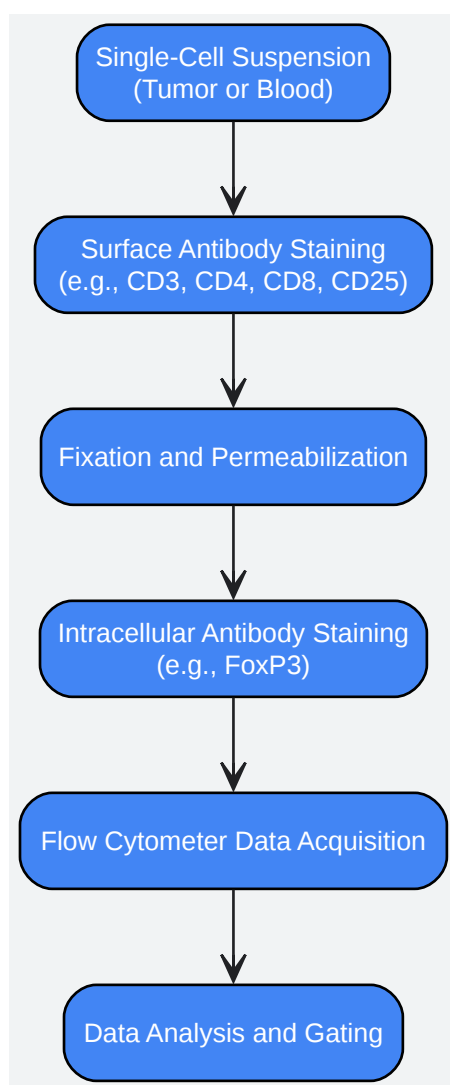 Single-Cell Suspension
(Tumor or Blood)
Surface Antibody Staining
(e.g., CD3, CD4, CD8, CD25)
Fixation and Permeabilization
Intracellular Antibody Staining
(e.g., FoxP3)
Flow Cytometer Data Acquisition
Data Analysis and Gating